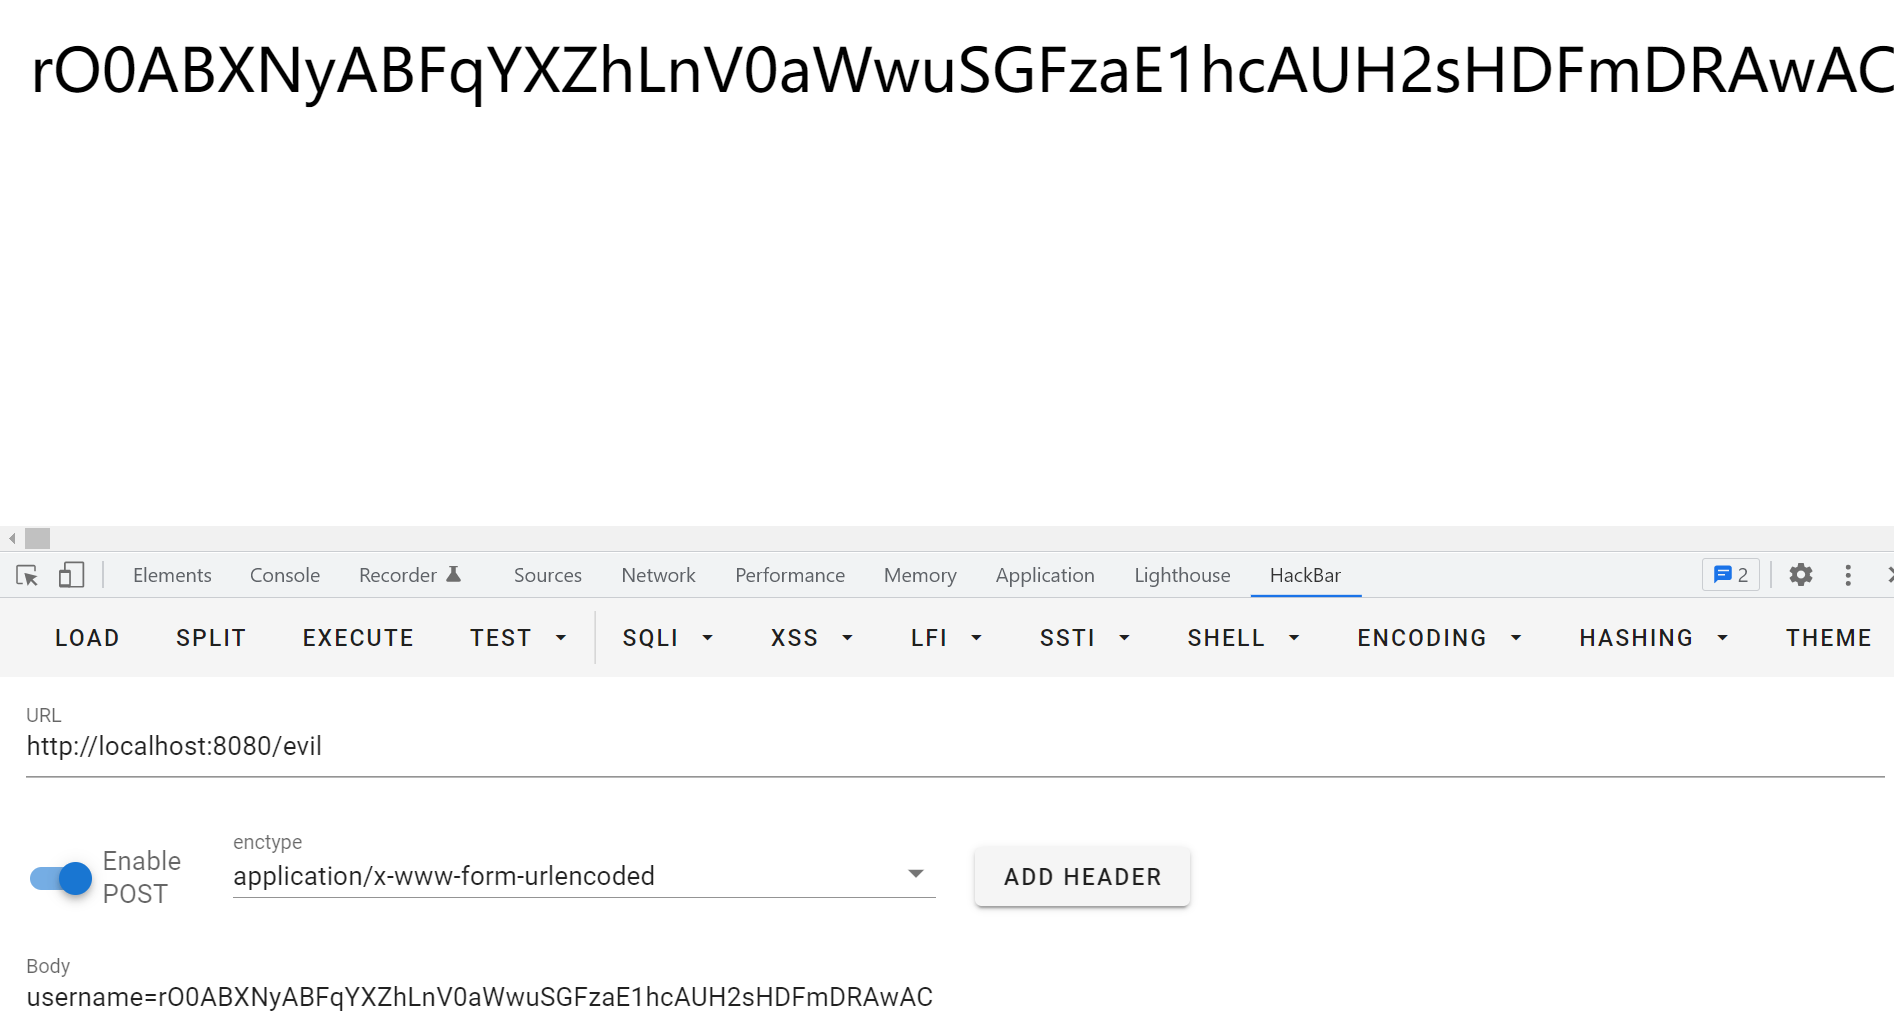 rO0ABXNyABFqYXZhLnV0aWwuSGFzaE1hcAUH2sHDFmDRAwAC
Elements Console Recorder Sources Network Performance Memory Application Lighthouse HackBar 2
LOAD SPLIT EXECUTE TEST SQLI XSS LFI SSTI SHELL ENCODING HASHING THEME
URL
http://localhost:8080/evil
Enable
POST
enctype
application/x-www-form-urlencoded
ADD HEADER
Body
username=rO0ABXNyABFqYXZhLnV0aWwuSGFzaE1hcAUH2sHDFmDRAwAC